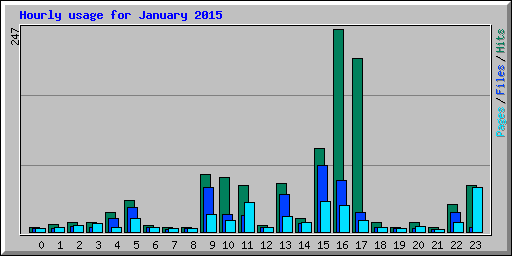 Hourly usage for January 2015
247
Pages/Files/Hits
0 1 2 3 4 5 6 7 8 9 10 11 12 13 14 15 16 17 18 19 20 21 22 23